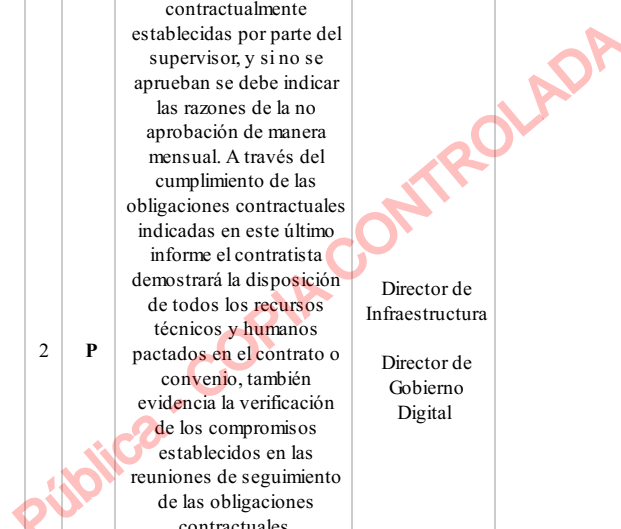 contractualmente
establecidas por parte del
supervisor, y si no se
aprueban se debe indicar
las razones de la no
aprobación de manera
mensual. A través del
cumplimiento de las
obligaciones contractuales
indicadas en este último
informe el contratista
demostrará la disposición
de todos los recursos
técnicos y humanos
pactados en el contrato o
convenio, también
evidencia la verificación
de los compromisos
establecidos en las
reuniones de seguimiento
de las obligaciones
contractuales
2
P
Director de
Infraestructura
Director de
Gobierno
Digital
Pública - COPIA CONTROLADA